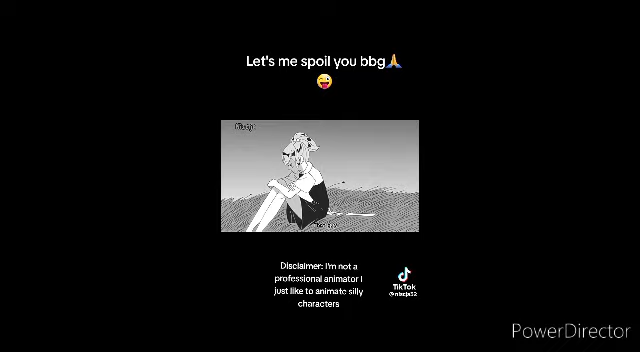 Let's me spoil you bbg🙏
😜
Disclaimer: I'm not a
professional animator I
just like to animate silly
characters
TikTok
PowerDirector